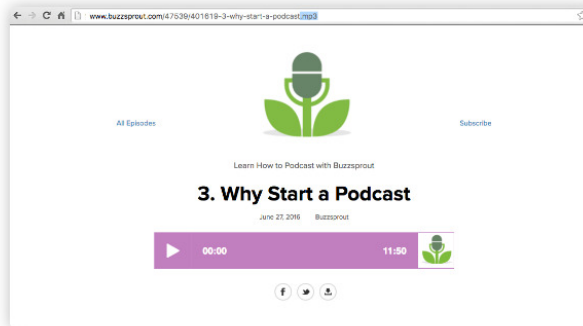 www.buzzsprout.com/47539/401619-3-why-start-a-podcast.mp3
All Episodes
Subscribe
Learn How to Podcast with Buzzsprout
3. Why Start a Podcast
June 27, 2016 Buzzsprout
00:00 11:50